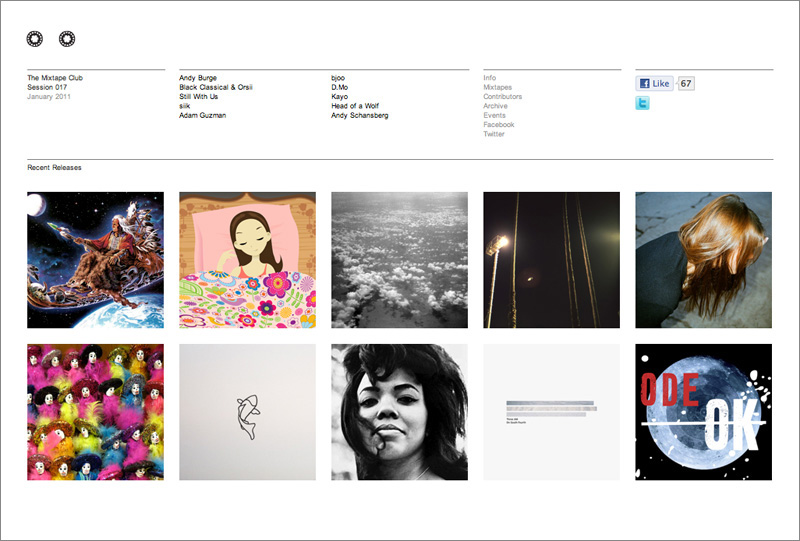 The Mixtape Club
Session 017
January 2011
Andy Burge
Black Classical & Orsii
Still With Us
siik
Adam Guzman
bjoo
D.Mo
Kayo
Head of a Wolf
Andy Schansberg
Info
Mixtapes
Contributors
Archive
Events
Facebook
Twitter
Like 67
Recent Releases
ODE
OK